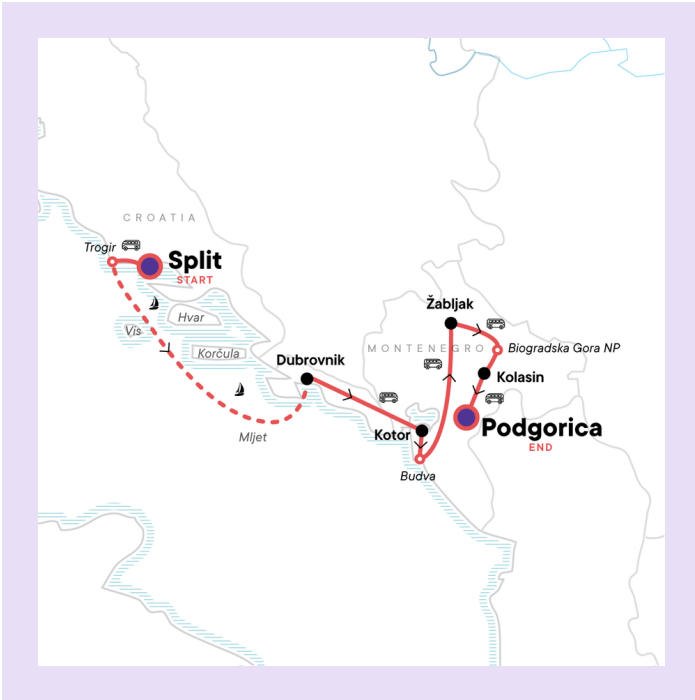 CROATIA
Trogir
Split
START
Hvar
Vis
Korčula
Mljet
Dubrovnik
Žabljak
MONTENEGRO
Biogradska Gora NP
Kolasin
Kotor
Podgorica
END
Budva